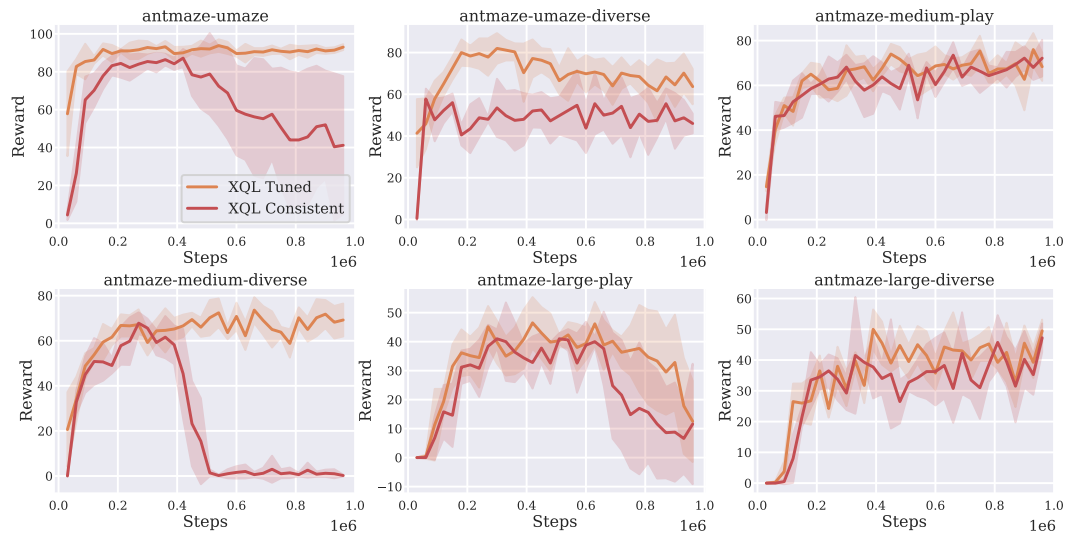 antmaze-umaze
antmaze-umaze-diverse
antmaze-medium-play
Reward
100
80
60
40
20
0
XQL Tuned
XQL Consistent
0.0 0.2 0.4 0.6 0.8 1.0
Steps
1e6
Reward
80
60
40
20
0
0.0 0.2 0.4 0.6 0.8 1.0
Steps
1e6
Reward
80
60
40
20
0
0.0 0.2 0.4 0.6 0.8 1.0
Steps
1e6
antmaze-medium-diverse
antmaze-large-play
antmaze-large-diverse
Reward
80
60
40
20
0
0.0 0.2 0.4 0.6 0.8 1.0
Steps
1e6
Reward
50
40
30
20
10
0
−10
0.0 0.2 0.4 0.6 0.8 1.0
Steps
1e6
Reward
60
50
40
30
20
10
0
0.0 0.2 0.4 0.6 0.8 1.0
Steps
1e6